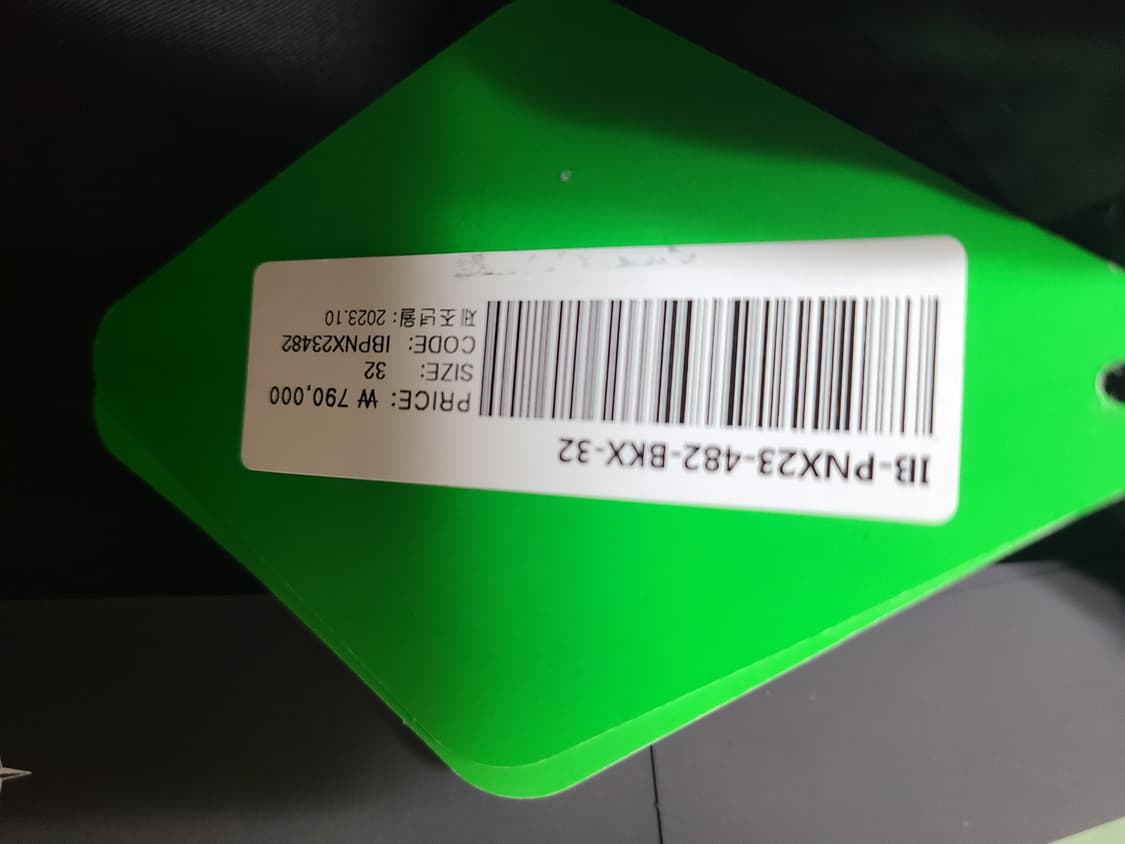 IB-PNX23-482-BKX-32
PRICE: ₩ 790,000
SIZE: 32
CODE: IBPNX23482
제조년월: 2023.10